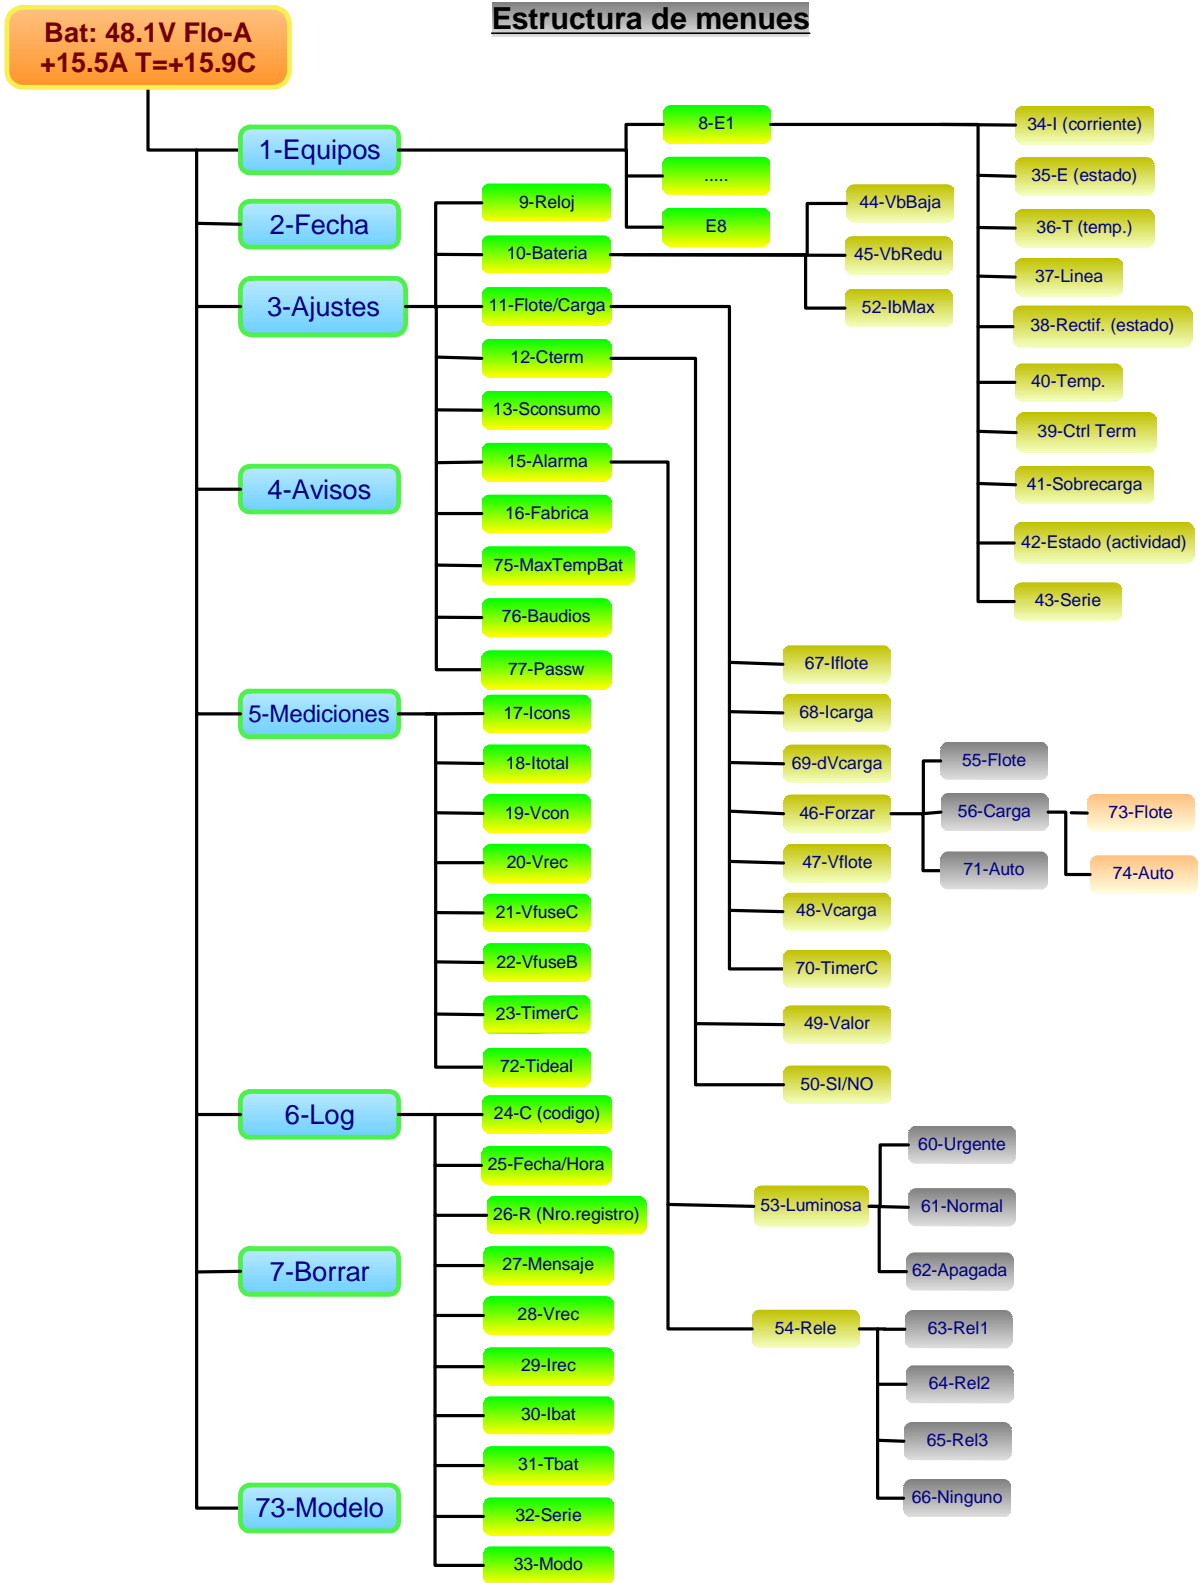 Estructura de menues
Bat: 48.1V Flo-A
+15.5A T=+15.9C
1-Equipos
2-Fecha
3-Ajustes
4-Avisos
5-Mediciones
6-Log
7-Borrar
73-Modelo
8-E1
.....
E8
9-Reloj
10-Bateria
11-Flote/Carga
12-Cterm
13-Sconsumo
15-Alarma
16-Fabrica
75-MaxTempBat
76-Baudios
77-Passw
17-Icons
18-Itotal
19-Vcon
20-Vrec
21-VfuseC
22-VfuseB
23-TimerC
72-Tideal
24-C (codigo)
25-Fecha/Hora
26-R (Nro.registro)
27-Mensaje
28-Vrec
29-Irec
30-Ibat
31-Tbat
32-Serie
33-Modo
34-I (corriente)
35-E (estado)
36-T (temp.)
37-Linea
38-Rectif. (estado)
40-Temp.
39-Ctrl Term
41-Sobrecarga
42-Estado (actividad)
43-Serie
44-VbBaja
45-VbRedu
52-IbMax
67-Iflote
68-Icarga
69-dVcarga
46-Forzar
47-Vflote
48-Vcarga
70-TimerC
49-Valor
50-SI/NO
55-Flote
56-Carga
71-Auto
73-Flote
74-Auto
53-Luminosa
54-Rele
60-Urgente
61-Normal
62-Apagada
63-Rel1
64-Rel2
65-Rel3
66-Ninguno